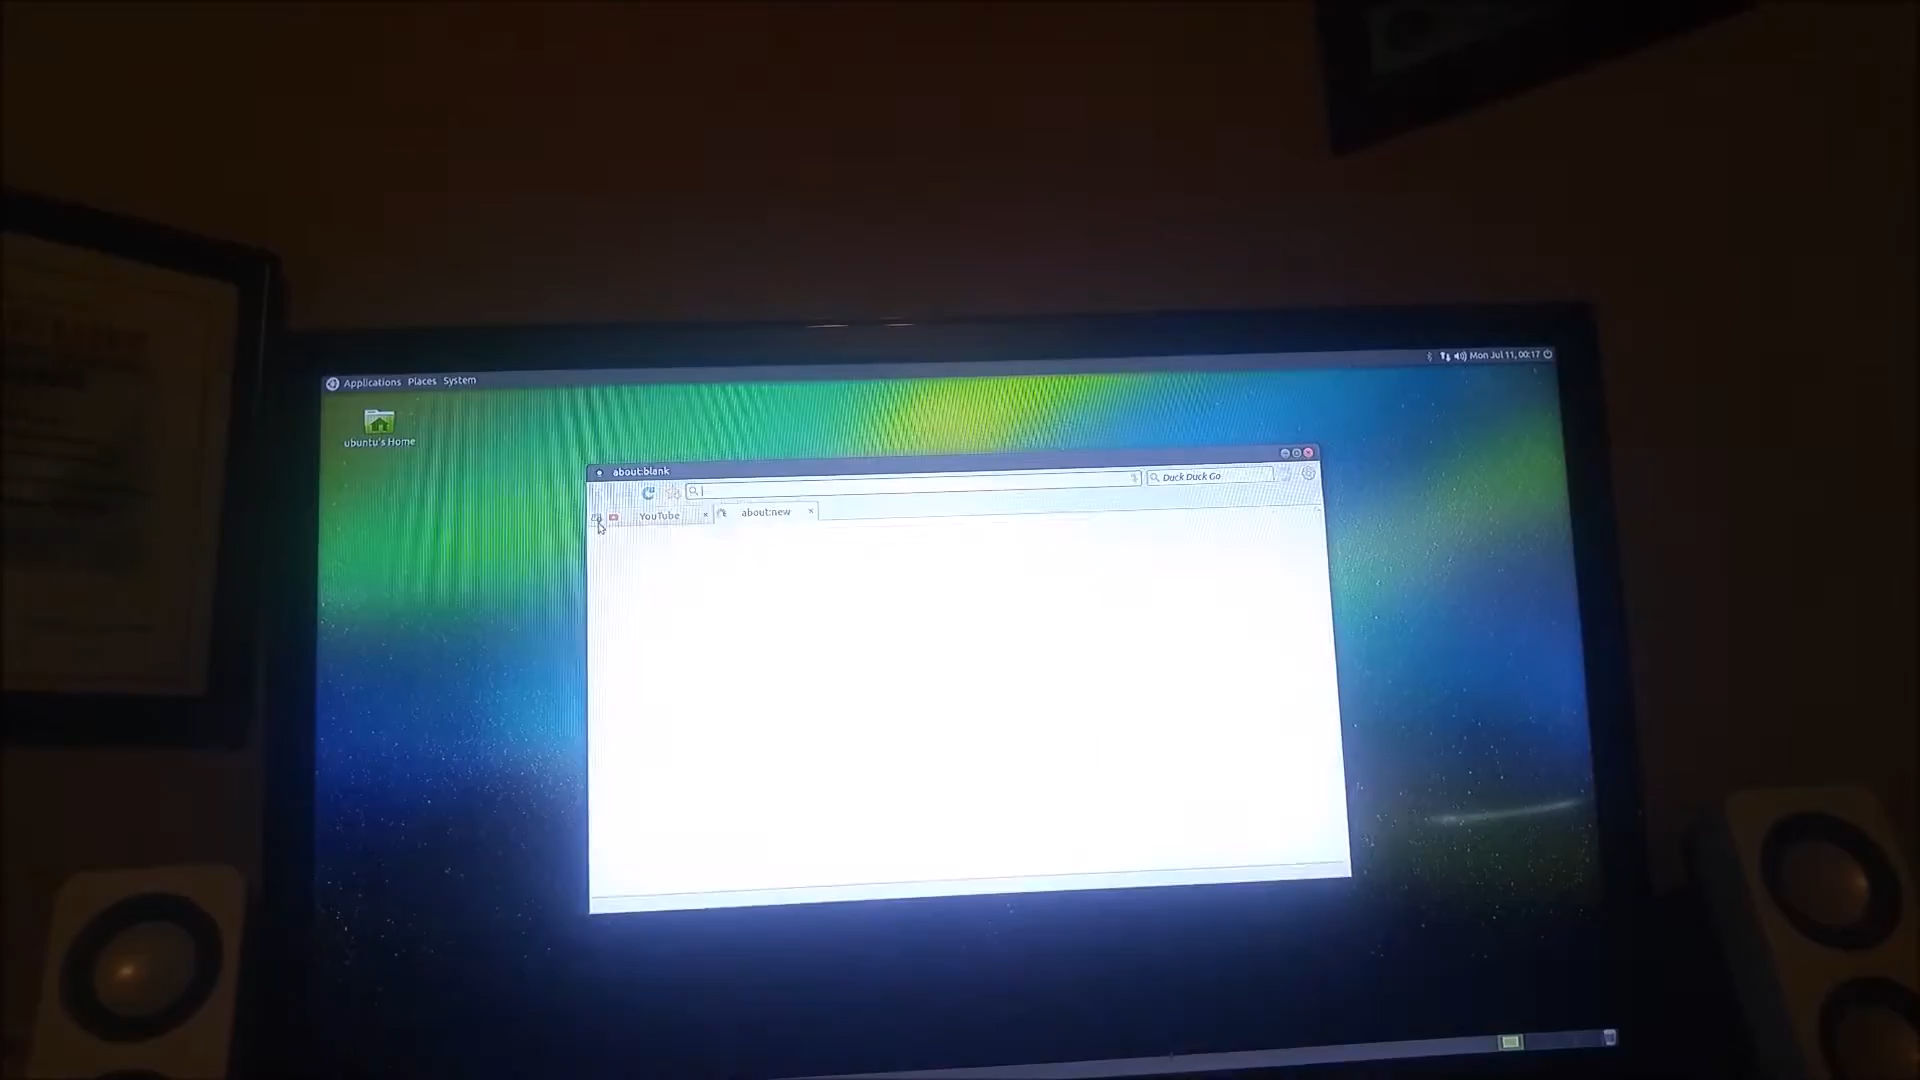 Applications Places System
Mon Jul 11, 00:17
ubuntu's Home
about:blank
Duck Duck Go
YouTube
about:new